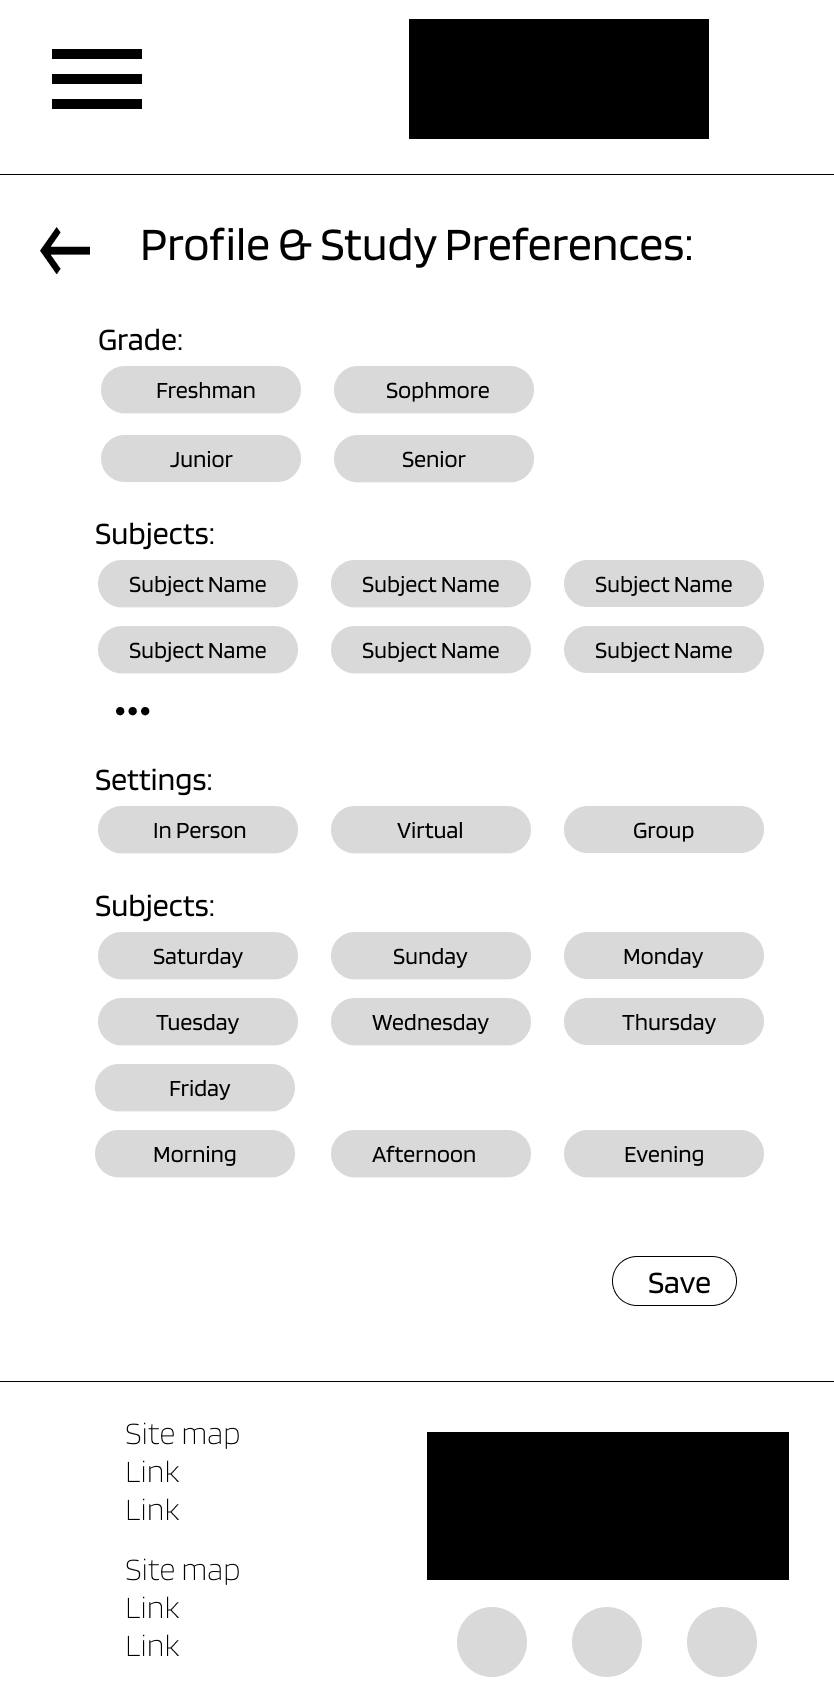 Profile & Study Preferences:
Grade:
Freshman Sophmore
Junior Senior
Subjects:
Subject Name Subject Name Subject Name
Subject Name Subject Name Subject Name
•••
Settings:
In Person Virtual Group
Subjects:
Saturday Sunday Monday
Tuesday Wednesday Thursday
Friday
Morning Afternoon Evening
Save
Site map
Link
Link
Site map
Link
Link